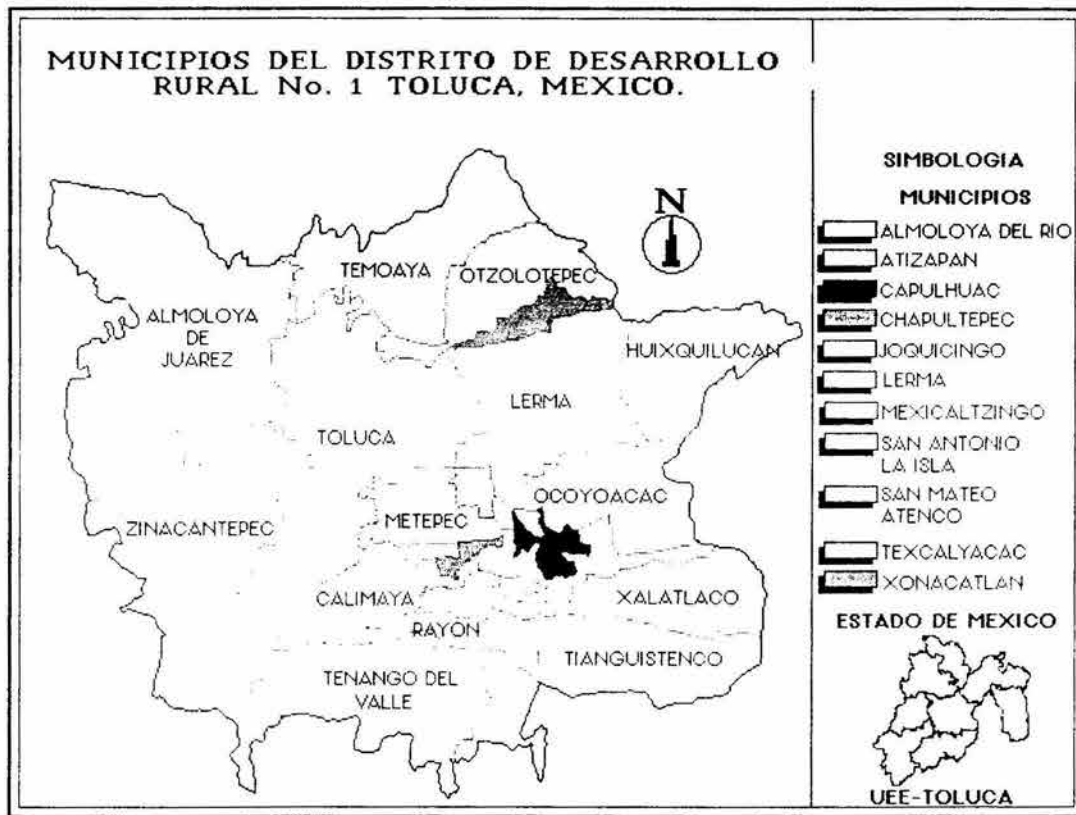 MUNICIPIOS DEL DISTRITO DE DESARROLLO
RURAL No. 1 TOLUCA, MEXICO.
N
TEMOAYA
OTZOLOTEPEC
ALMOLOYA
DE
JUAREZ
HUIXQUILUCAN
LERMA
TOLUCA
OCOYOACAC
METEPEC
ZINACANTEPEC
CALIMAYA
XALATLACO
RAYON
TIANGUISTENCO
TENANGO DEL
VALLE
SIMBOLOGIA
MUNICIPIOS
ALMOLOYA DEL RIO
ATIZAPAN
CAPULHUAC
CHAPULTEPEC
JOQUICINGO
LERMA
MEXICALTZINGO
SAN ANTONIO
LA ISLA
SAN MATEO
ATENCO
TEXCALYACAC
XONACATLAN
ESTADO DE MEXICO
UEE-TOLUCA